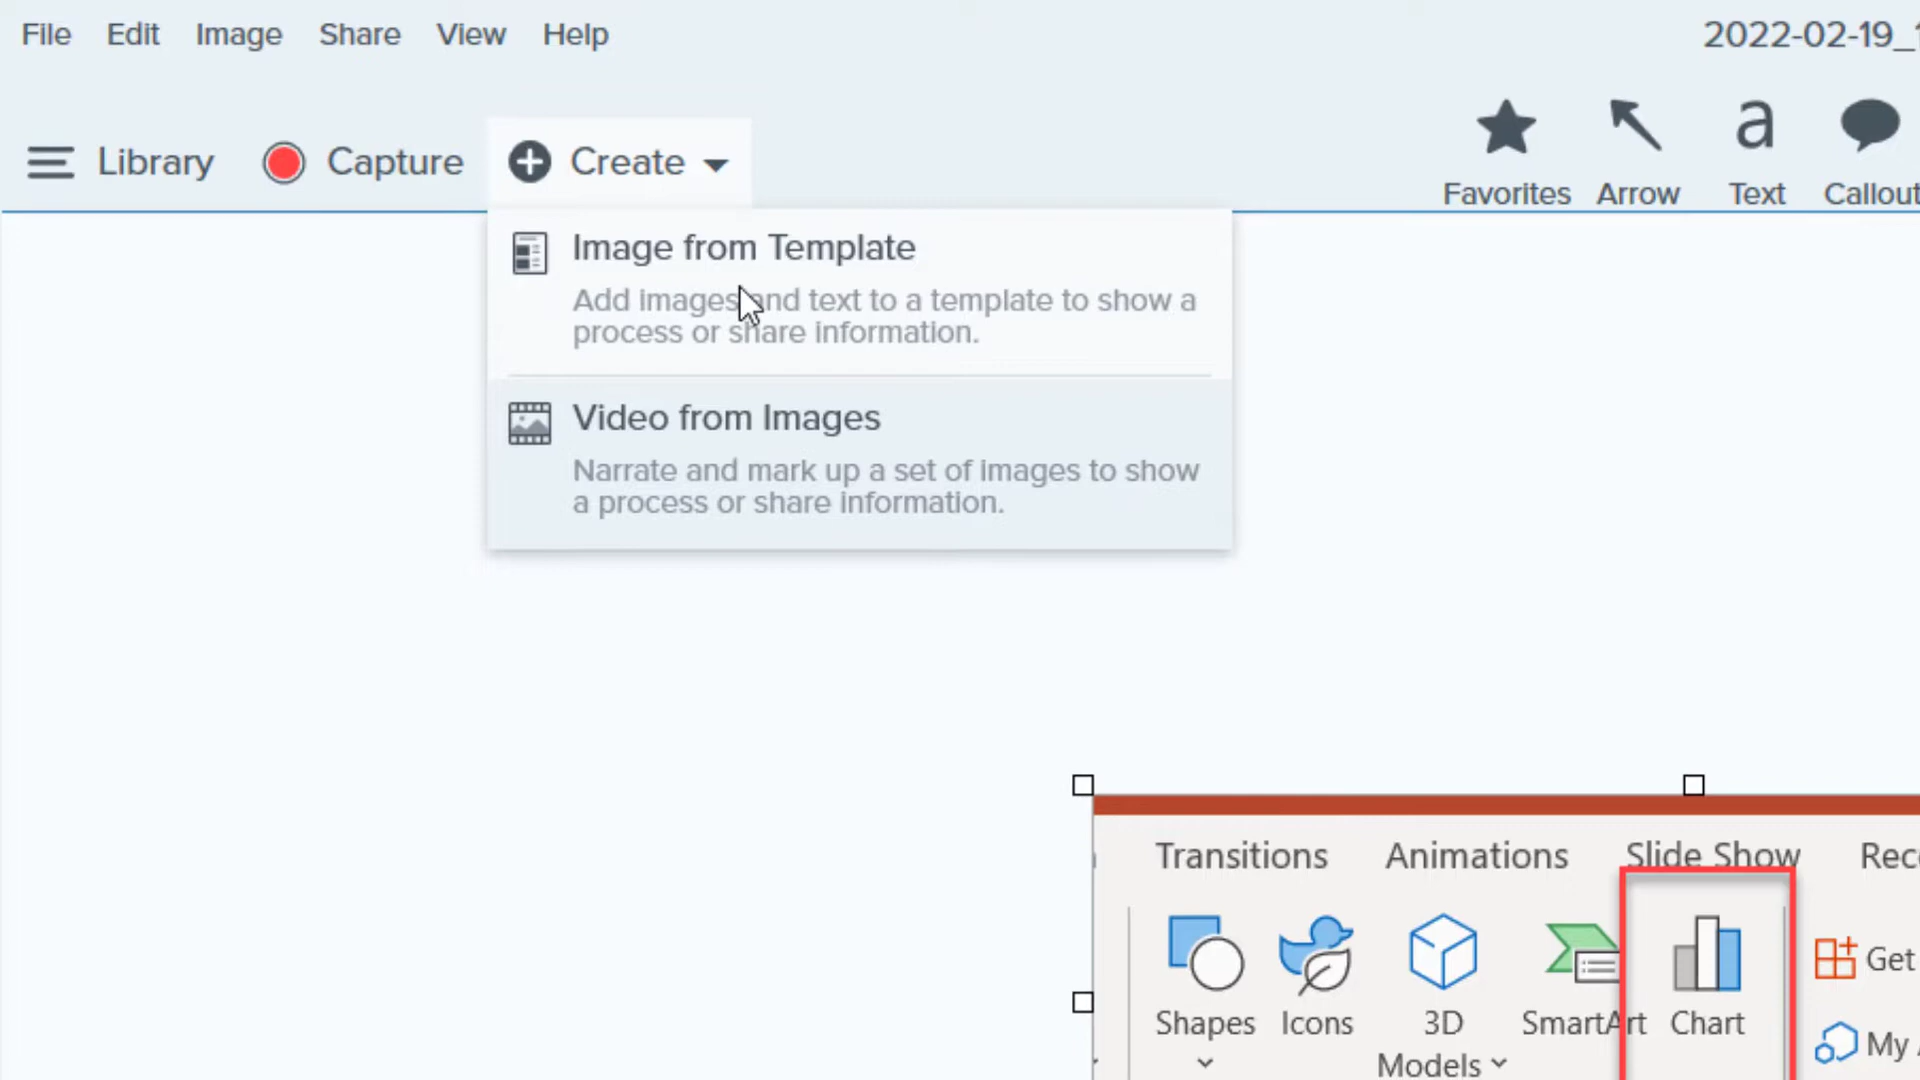 File Edit Image Share View Help
2022-02-19_
Library Capture Create
Favorites Arrow Text Callout
Image from Template
Add images and text to a template to show a
process or share information.
Video from Images
Narrate and mark up a set of images to show
a process or share information.
Transitions Animations Slide Show
Shapes Icons 3D Models SmartArt Chart
Get
My